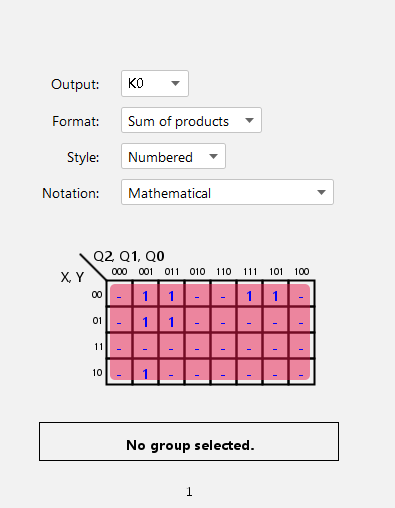 Output: K0
Format: Sum of products
Style: Numbered
Notation: Mathematical
Q2, Q1, Q0
X, Y
000 001 011 010 110 111 101 100
00 - 1 1 - - 1 1 -
01 - 1 1 - - - - -
11 - - - - - - - -
10 - 1 - - - - - -
No group selected.
1